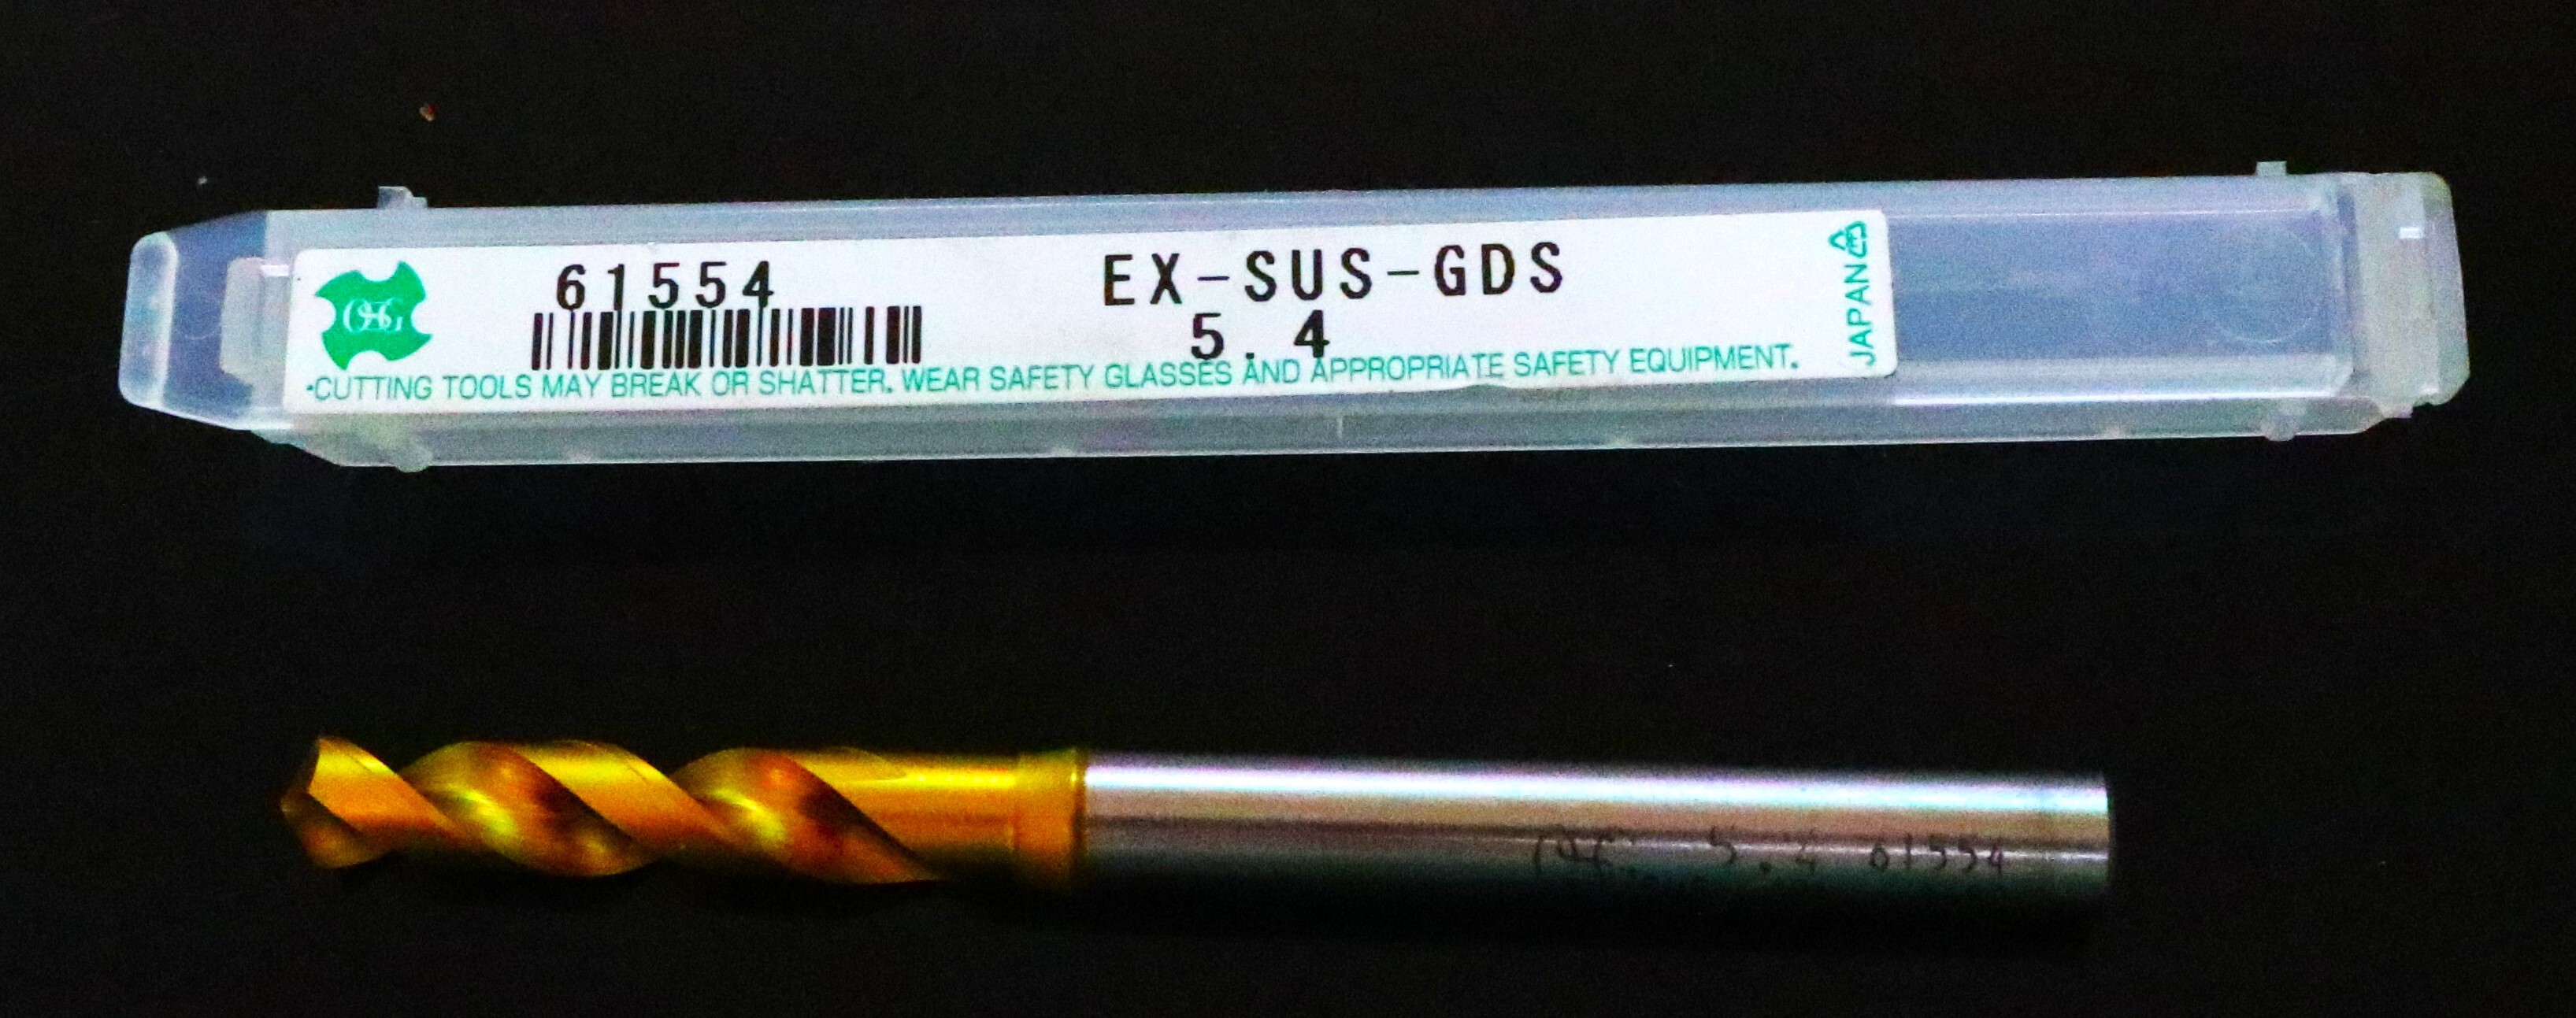 OSG
61554
EX-SUS-GDS
5.4
•CUTTING TOOLS MAY BREAK OR SHATTER. WEAR SAFETY GLASSES AND APPROPRIATE SAFETY EQUIPMENT.
JAPAN
5.4 61554